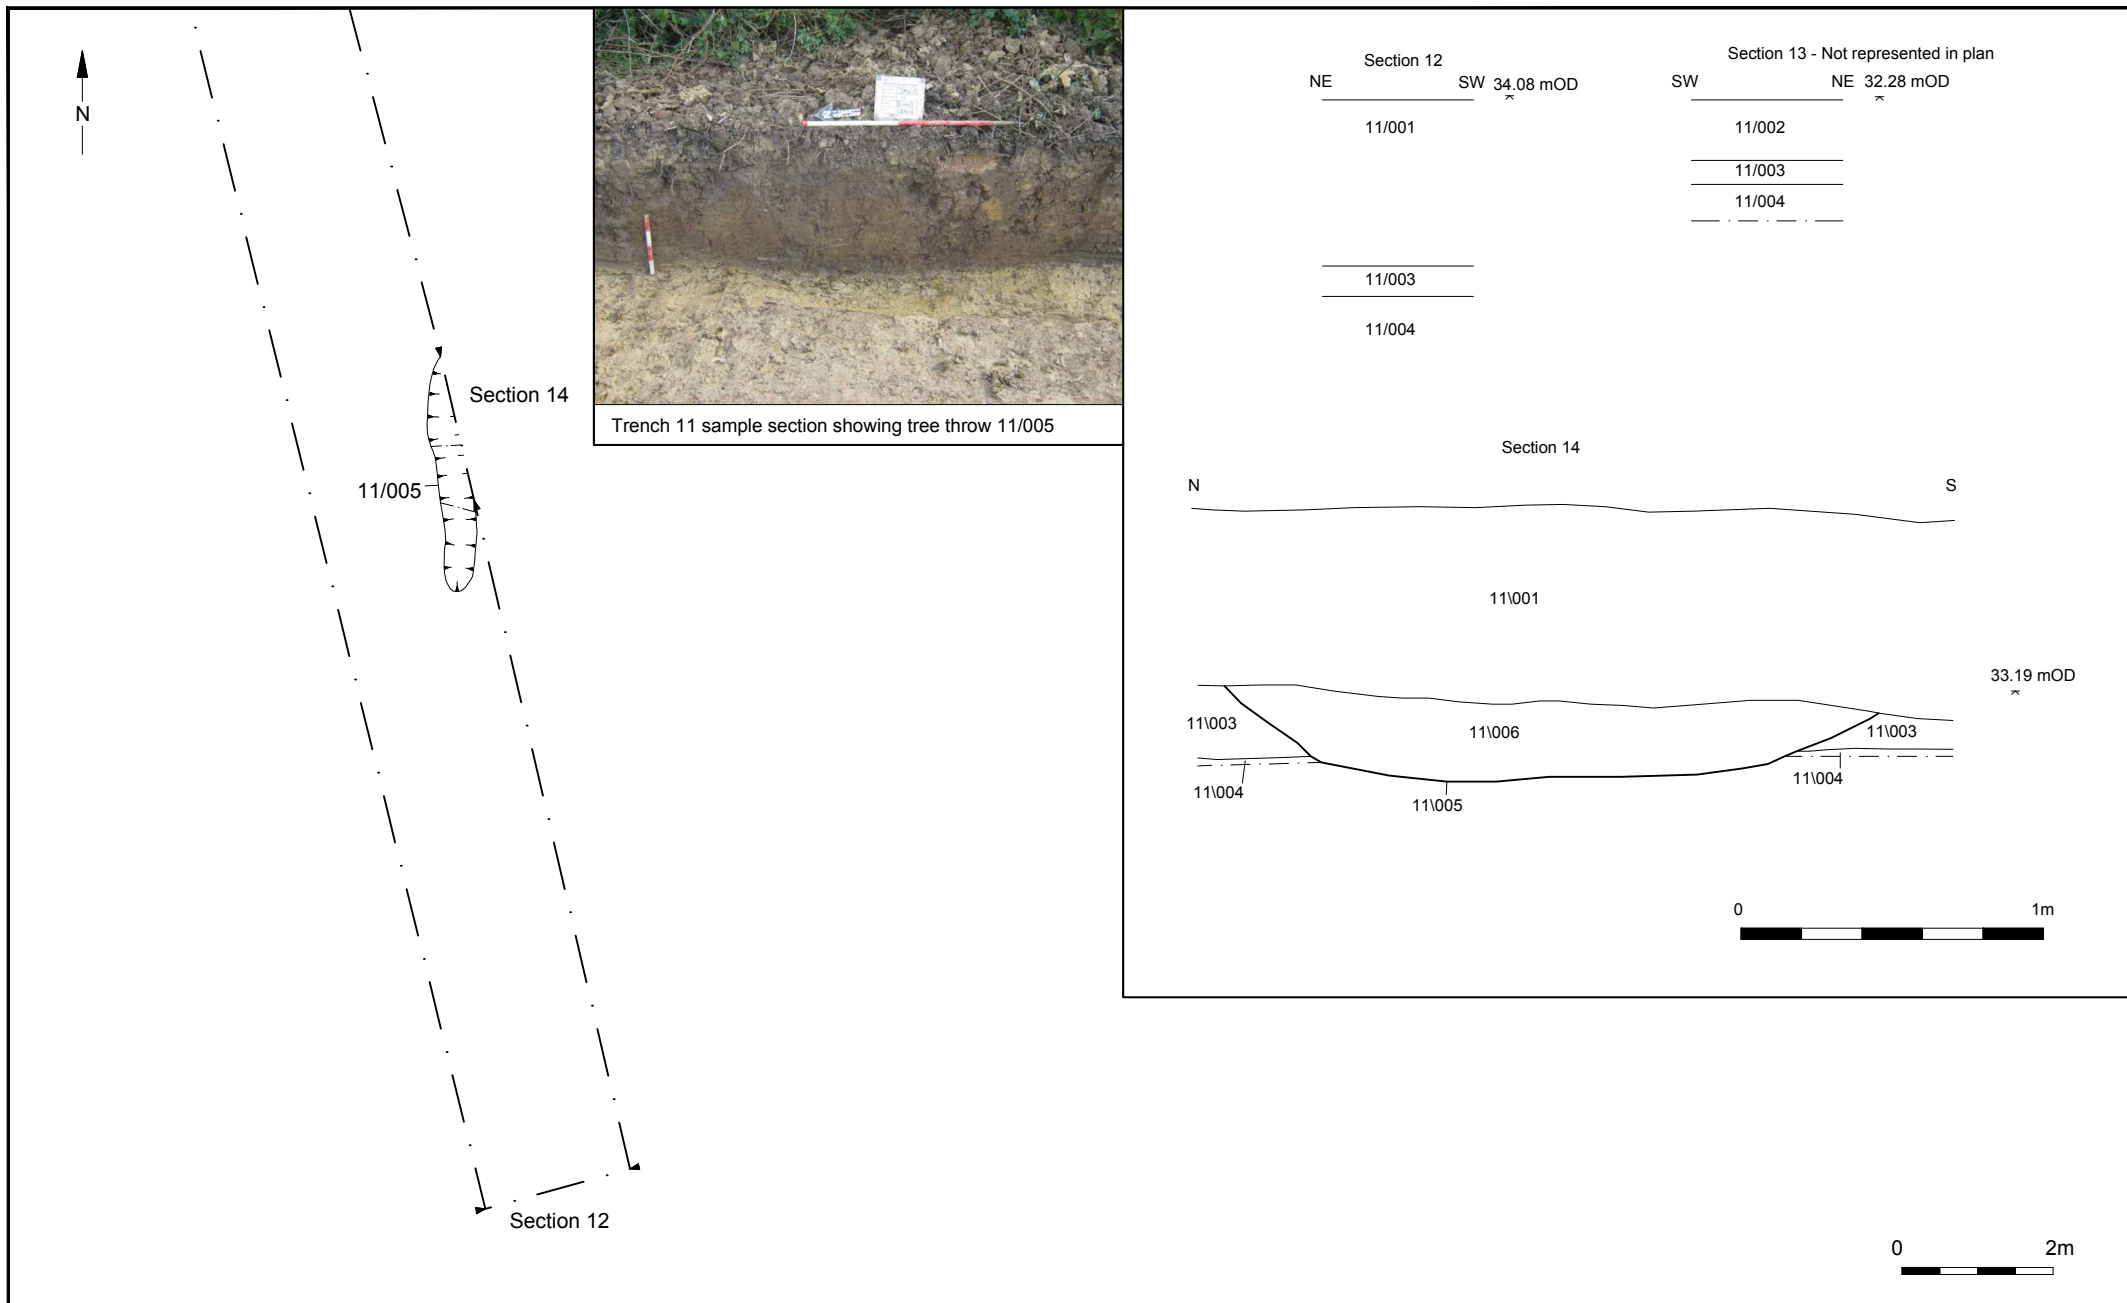 N
Section 14
11/005
Section 12
Trench 11 sample section showing tree throw 11/005
Section 12
NE SW 34.08 mOD
11/001
11/003
11/004
Section 13 - Not represented in plan
SW NE 32.28 mOD
11/002
11/003
11/004
Section 14
N S
11\001
33.19 mOD
11\003 11\006 11\003
11\004 11\005 11\004
0 1m
0 2m